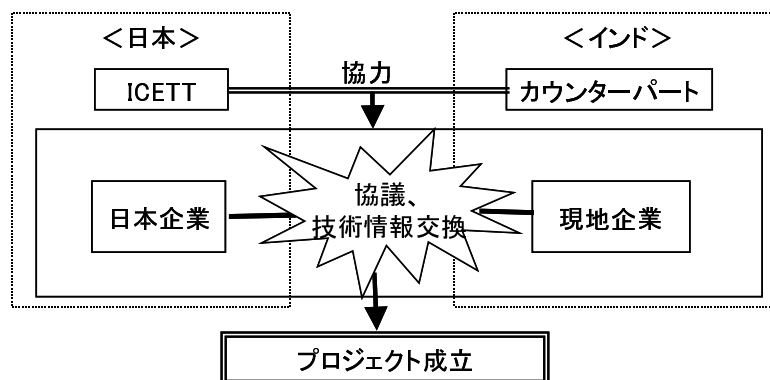 ＜日本＞
＜インド＞
協力
ICETT
カウンターパート
日本企業
協議、
技術情報交換
現地企業
プロジェクト成立